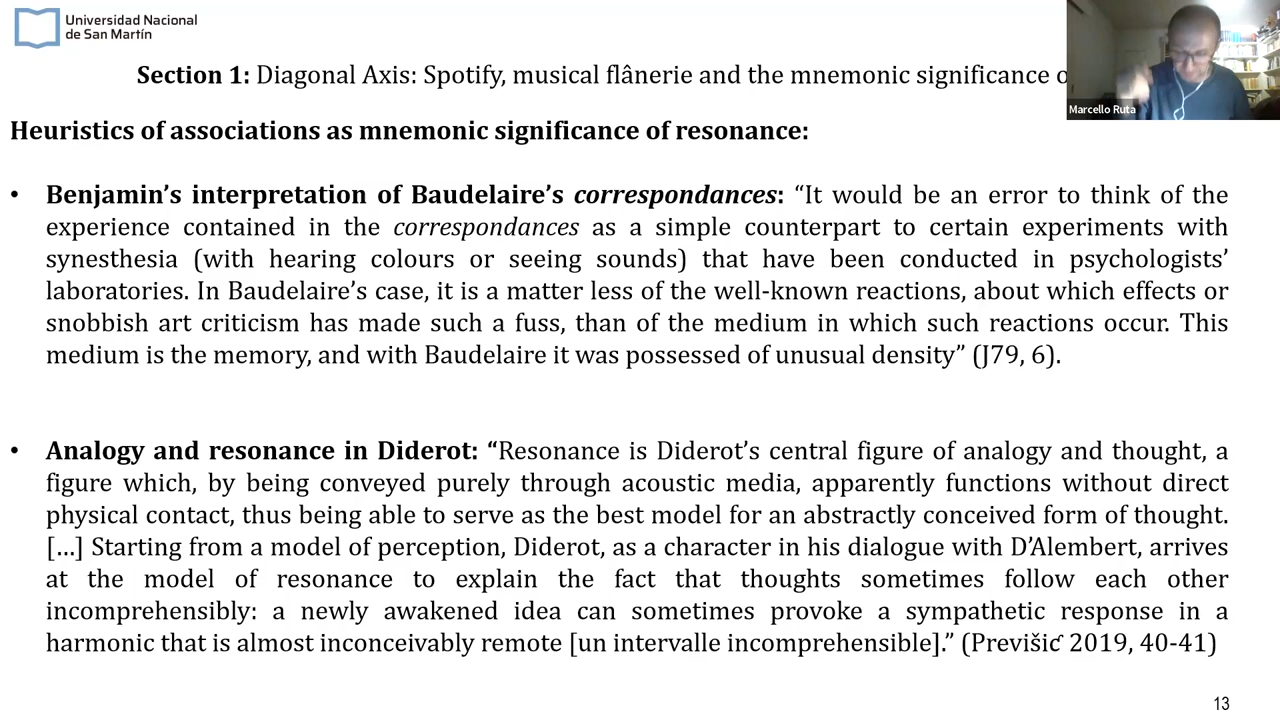 Universidad Nacional
de San Martín
Section 1: Diagonal Axis: Spotify, musical flânerie and the mnemonic significance
Marcello Ruta
Heuristics of associations as mnemonic significance of resonance:
• Benjamin’s interpretation of Baudelaire’s correspondances: “It would be an error to think of the
experience contained in the correspondances as a simple counterpart to certain experiments with
synesthesia (with hearing colours or seeing sounds) that have been conducted in psychologists’
laboratories. In Baudelaire’s case, it is a matter less of the well-known reactions, about which effects or
snobbish art criticism has made such a fuss, than of the medium in which such reactions occur. This
medium is the memory, and with Baudelaire it was possessed of unusual density” (J79, 6).
• Analogy and resonance in Diderot: “Resonance is Diderot’s central figure of analogy and thought, a
figure which, by being conveyed purely through acoustic media, apparently functions without direct
physical contact, thus being able to serve as the best model for an abstractly conceived form of thought.
[…] Starting from a model of perception, Diderot, as a character in his dialogue with D’Alembert, arrives
at the model of resonance to explain the fact that thoughts sometimes follow each other
incomprehensibly: a newly awakened idea can sometimes provoke a sympathetic response in a
harmonic that is almost inconceivably remote [un intervalle incomprehensible].” (Previšić 2019, 40-41)
13